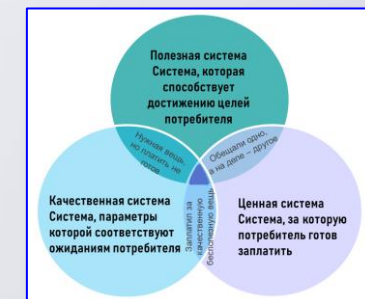 Полезная система
Система, которая
способствует
достижению целей
потребителя
Нужная вещь,
но платить не
готов
Обещали одно,
а на деле – другое
Качественная система
Система, параметры
которой соответствуют
ожиданиям потребителя
Заплатил за
качественную
бесполезную вещь
Ценная система
Система, за которую
потребитель готов
заплатить